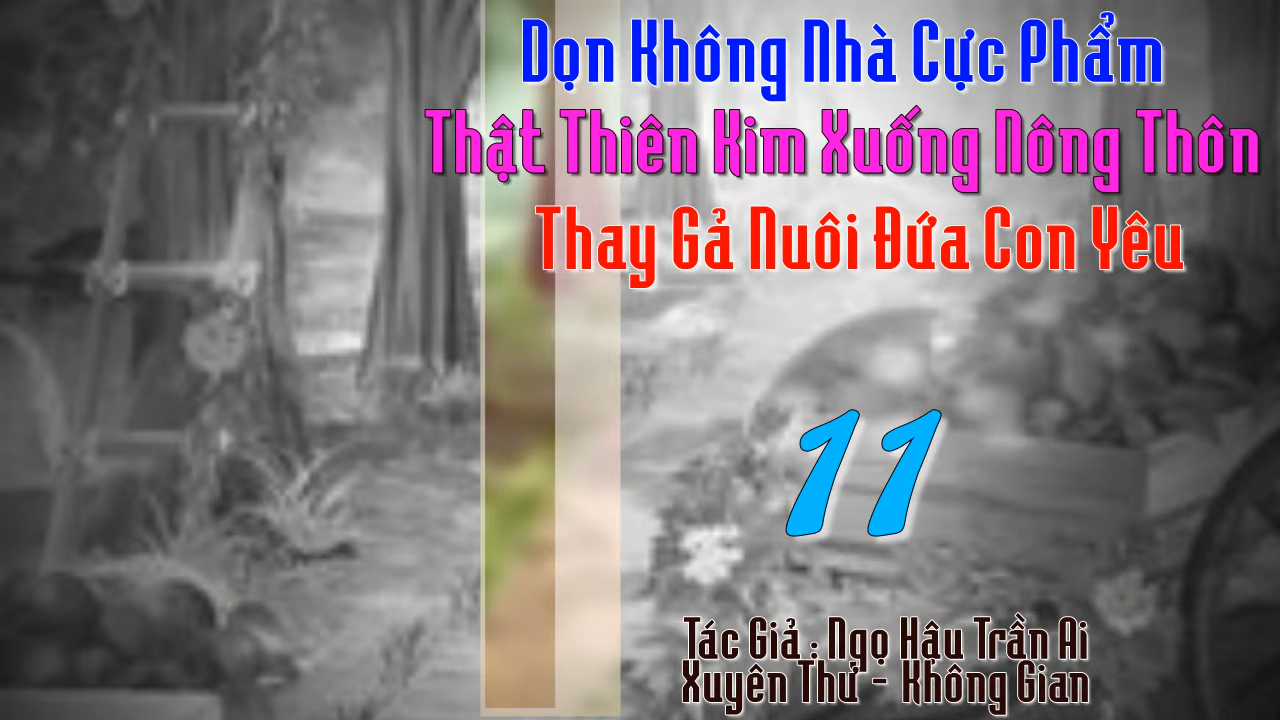 Dọn Không Nhà Cực Phẩm
Thật Thiên Kim Xuống Nông Thôn
Thay Gả Nuôi Đứa Con Yêu
11
Tác Giả : Ngọ Hậu Trần Ai
Xuyên Thư - Không Gian